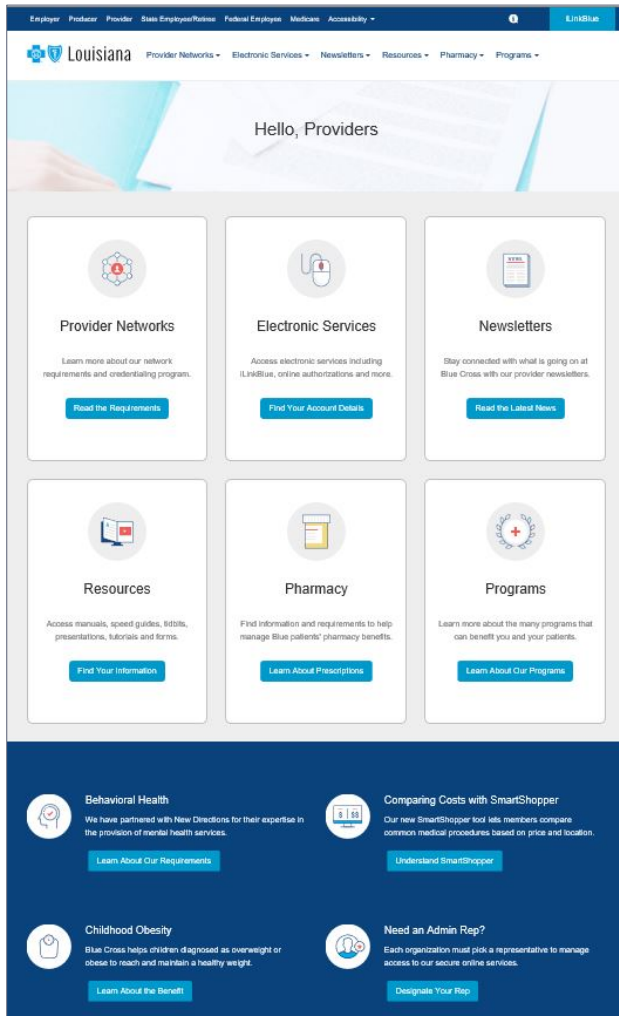 Employer Producer Provider State Employee/Retiree Federal Employee Medicare Accessibility iLinkBlue
Louisiana Provider Networks Electronic Services Newsletters Resources Pharmacy Programs
Hello, Providers
Provider Networks
Learn more about our network
requirements and credentialing program.
Read the Requirements
Electronic Services
Access electronic services including
iLinkBlue, online authorizations and more.
Find Your Account Details
NEWS
Newsletters
Stay connected with what is going on at
Blue Cross with our provider newsletters.
Read the Latest News
Resources
Access manuals, speed guides, tidbits,
presentations, tutorials and forms.
Find Your Information
Pharmacy
Find information and requirements to help
manage Blue patients' pharmacy benefits.
Learn About Prescriptions
Programs
Learn more about the many programs that
can benefit you and your patients.
Learn About Our Programs
Behavioral Health
We have partnered with New Directions for their expertise in
the provision of mental health services.
Learn About Our Requirements
$ $$
Comparing Costs with SmartShopper
Our new SmartShopper tool lets members compare
common medical procedures based on price and location.
Understand SmartShopper
Childhood Obesity
Blue Cross helps children diagnosed as overweight or
obese to reach and maintain a healthy weight.
Learn About the Benefit
Need an Admin Rep?
Each organization must pick a representative to manage
access to our secure online services.
Designate Your Rep